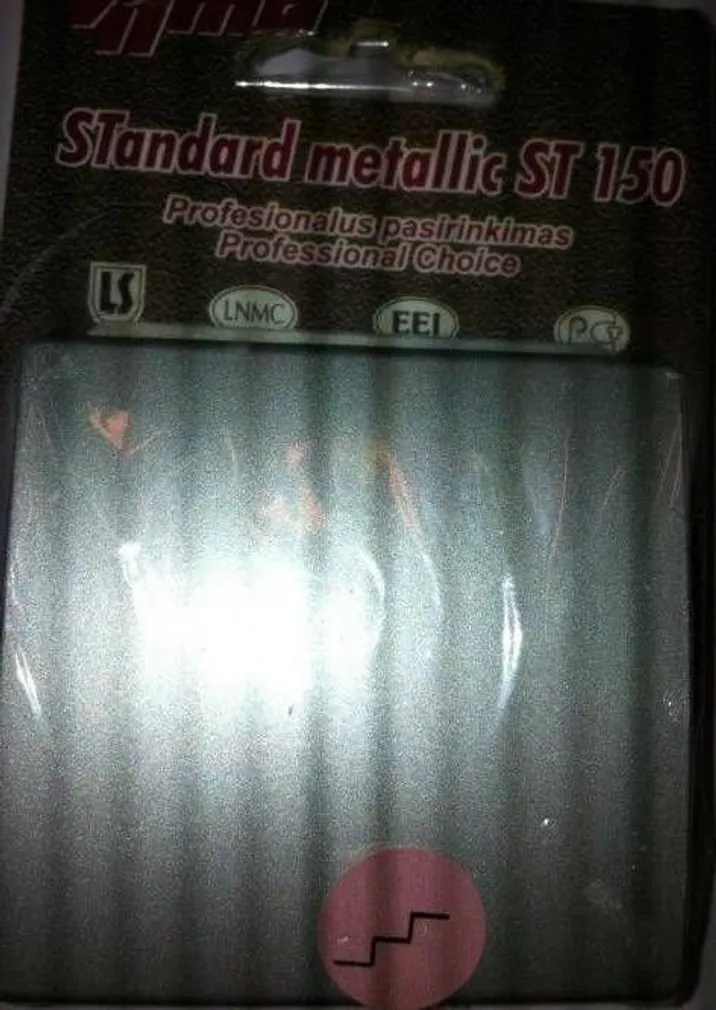 STandard metallic ST 150
Profesionalus pasirinkimas
Professional Choice
LS LNMC EEI